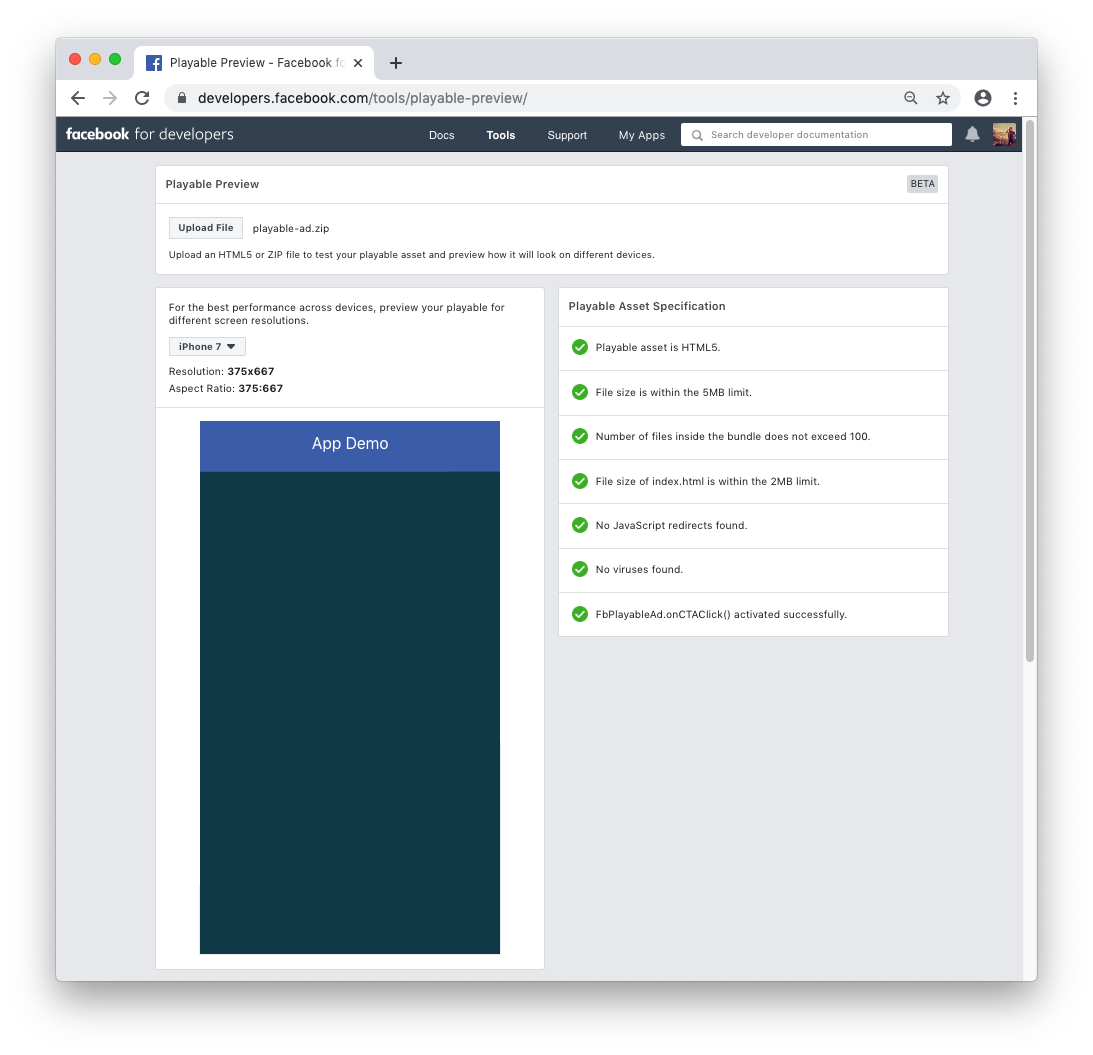 Playable Preview - Facebook fo
developers.facebook.com/tools/playable-preview/
facebook for developers
Docs
Tools
Support
My Apps
Search developer documentation
Playable Preview
BETA
Upload File
playable-ad.zip
Upload an HTML5 or ZIP file to test your playable asset and preview how it will look on different devices.
For the best performance across devices, preview your playable for
different screen resolutions.
iPhone 7
Resolution: 375x667
Aspect Ratio: 375:667
App Demo
Playable Asset Specification
Playable asset is HTML5.
File size is within the 5MB limit.
Number of files inside the bundle does not exceed 100.
File size of index.html is within the 2MB limit.
No JavaScript redirects found.
No viruses found.
FbPlayableAd.onCTAClick() activated successfully.